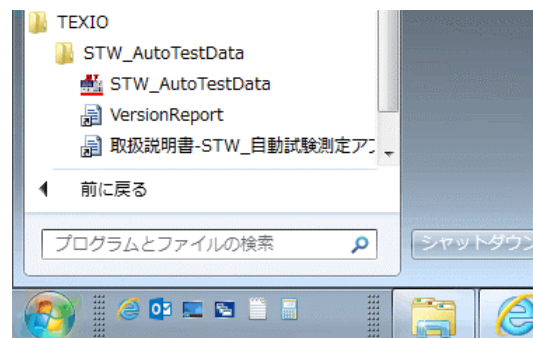 TEXIO
STW_AutoTestData
STW_AutoTestData
VersionReport
取扱説明書-STW_自動試験測定アプ
前に戻る
プログラムとファイルの検索
シャットダウン